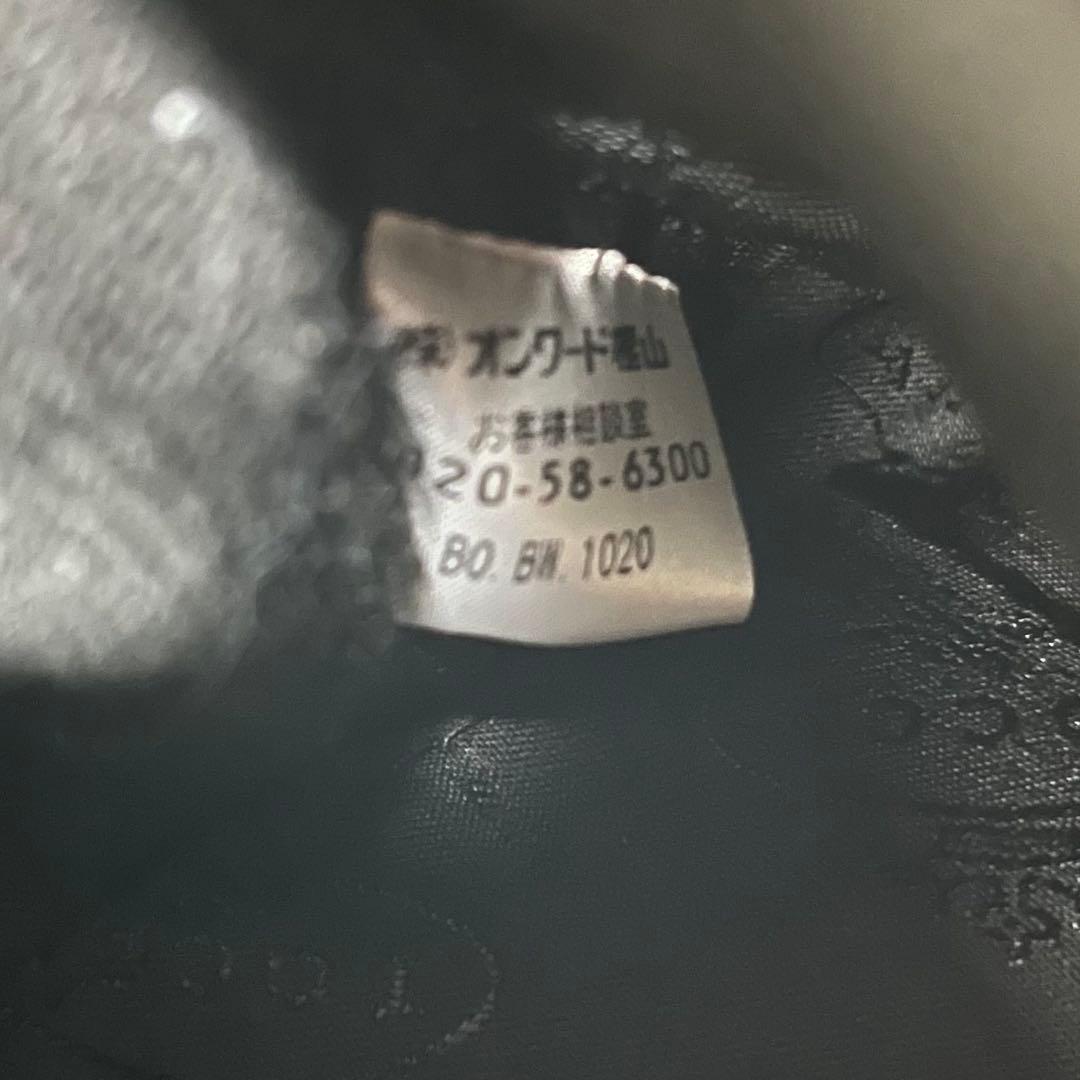 (株) オンワード樫山
お客様相談室
20-58-6300
BO. BW. 1020